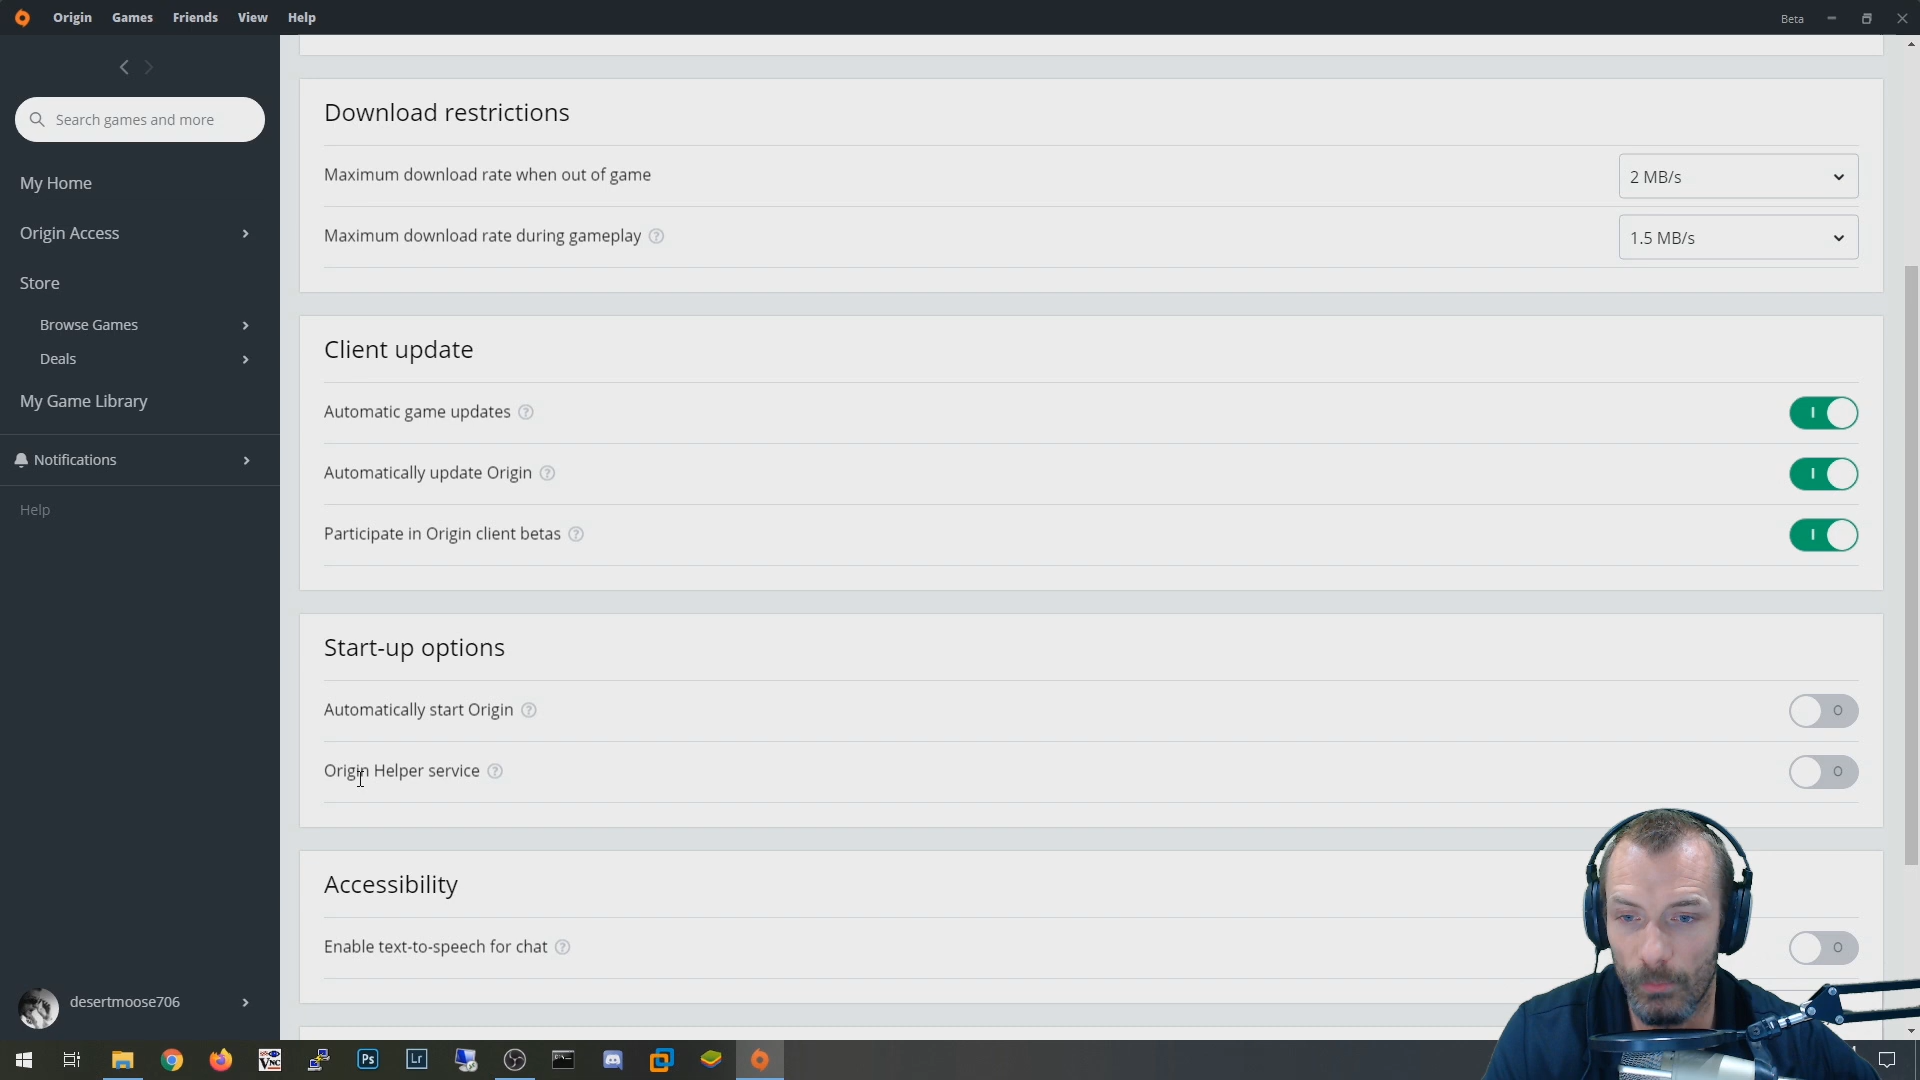 Origin Games Friends View Help
Beta
Search games and more
My Home
Origin Access
Store
Browse Games
Deals
My Game Library
Notifications
Help
desertmoose706
Download restrictions
Maximum download rate when out of game
2 MB/s
Maximum download rate during gameplay
1.5 MB/s
Client update
Automatic game updates
Automatically update Origin
Participate in Origin client betas
Start-up options
Automatically start Origin
Origin Helper service
Accessibility
Enable text-to-speech for chat
Ps
Lr